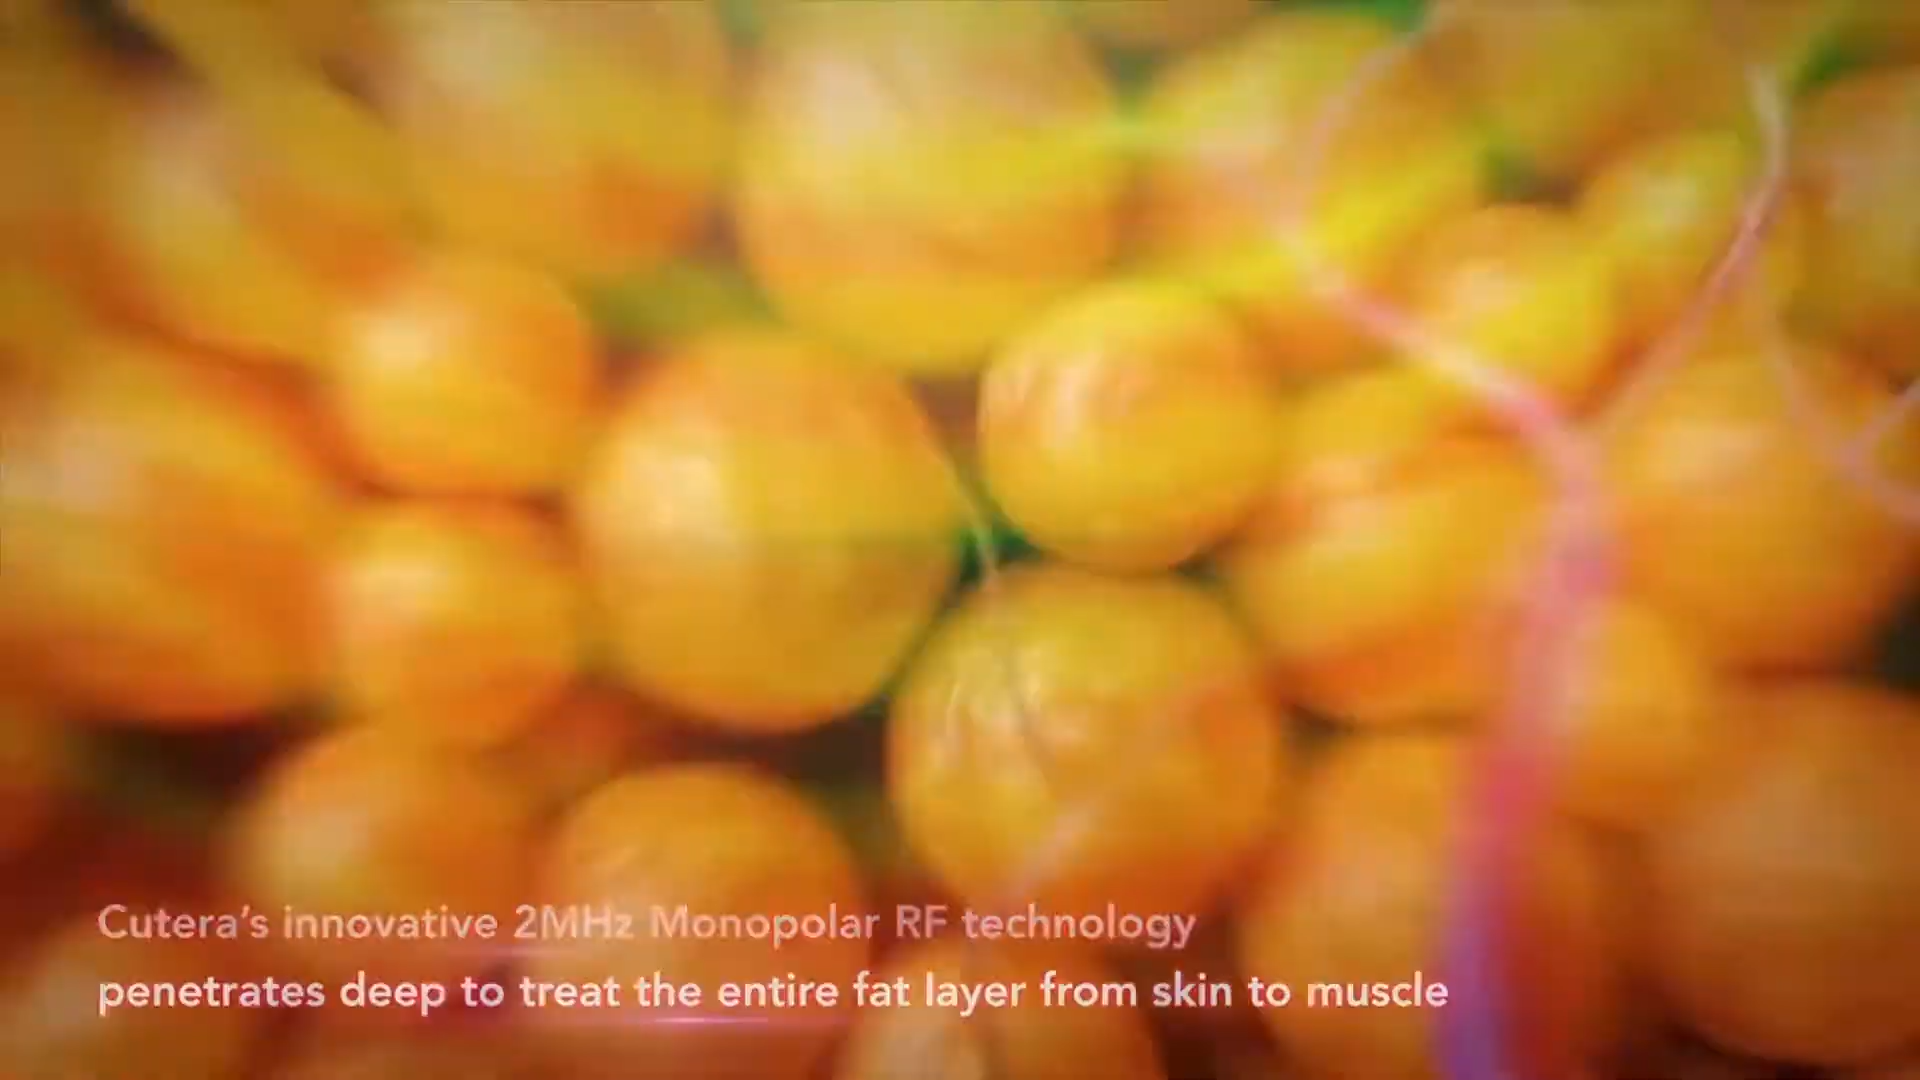 Cutera’s innovative 2MHz Monopolar RF technology
penetrates deep to treat the entire fat layer from skin to muscle